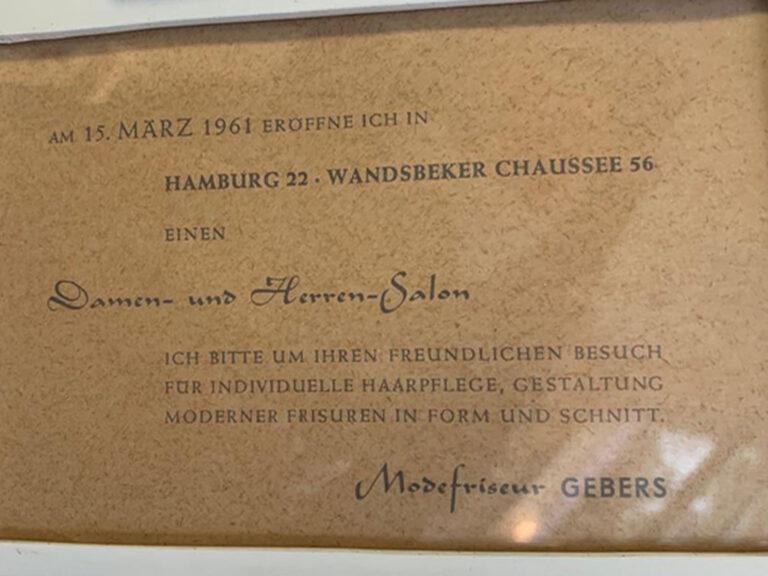 AM 15. MÄRZ 1961 ERÖFFNE ICH IN
HAMBURG 22 · WANDSBEKER CHAUSSEE 56
EINEN
Damen- und Herren-Salon
ICH BITTE UM IHREN FREUNDLICHEN BESUCH
FÜR INDIVIDUELLE HAARPFLEGE, GESTALTUNG
MODERNER FRISUREN IN FORM UND SCHNITT.
Modefriseur GEBERS